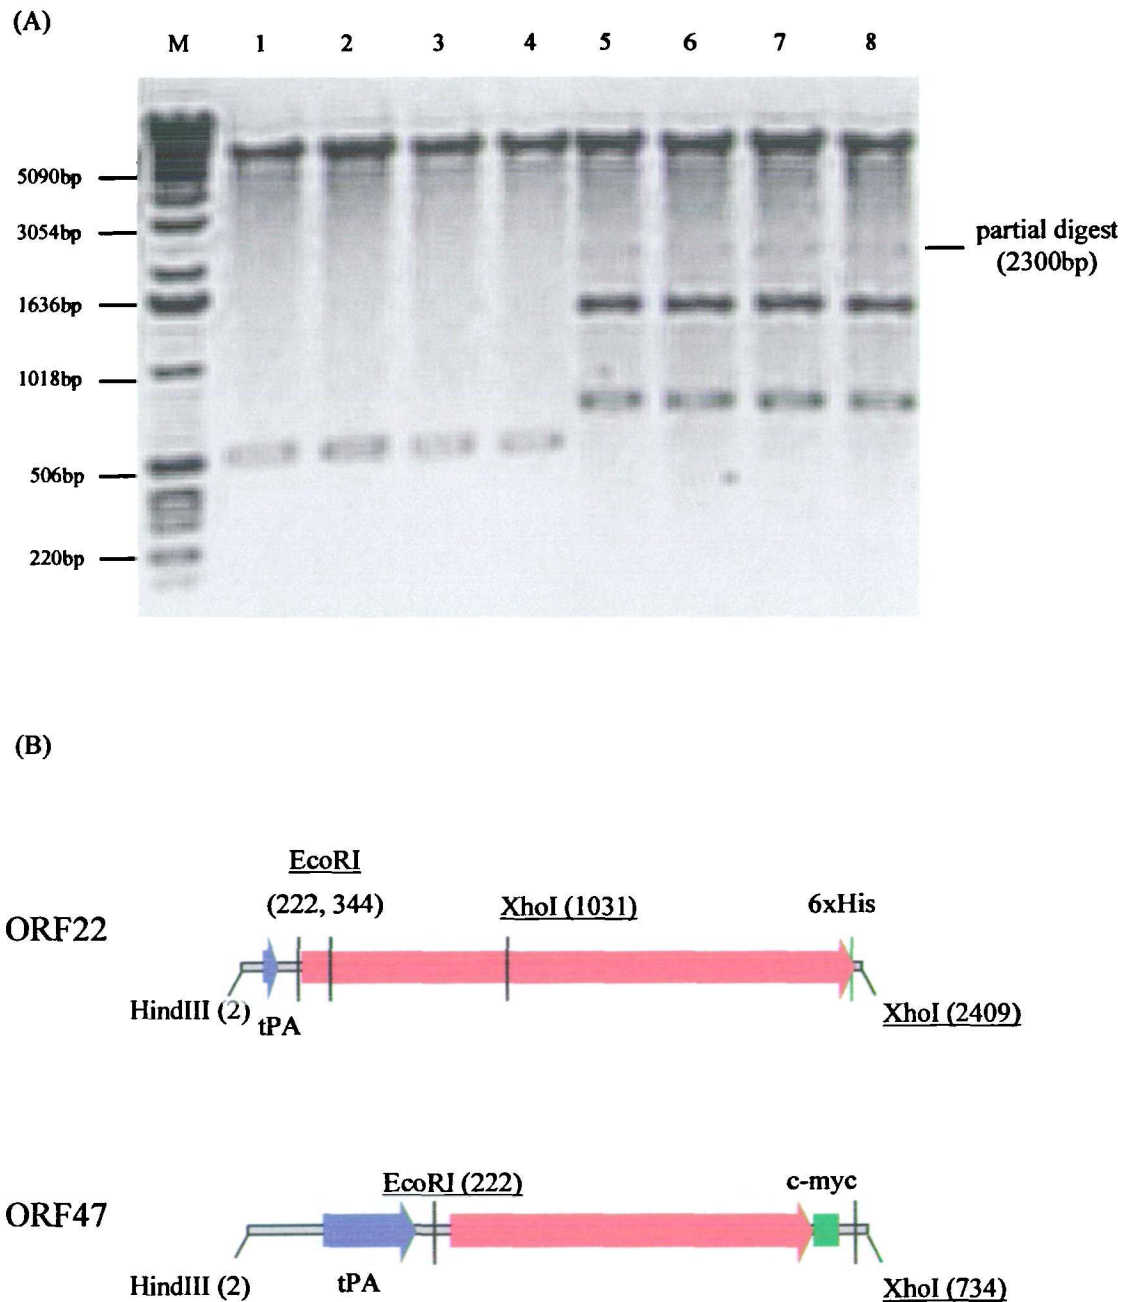 (A)
M 1 2 3 4 5 6 7 8
5090bp
3054bp
1636bp
1018bp
506bp
220bp
partial digest
(2300bp)
(B)
EcoRI
(222, 344)
XhoI (1031)
6xHis
ORF22
HindIII (2)
tPA
XhoI (2409)
EcoRI (222)
c-myc
ORF47
HindIII (2)
tPA
XhoI (734)